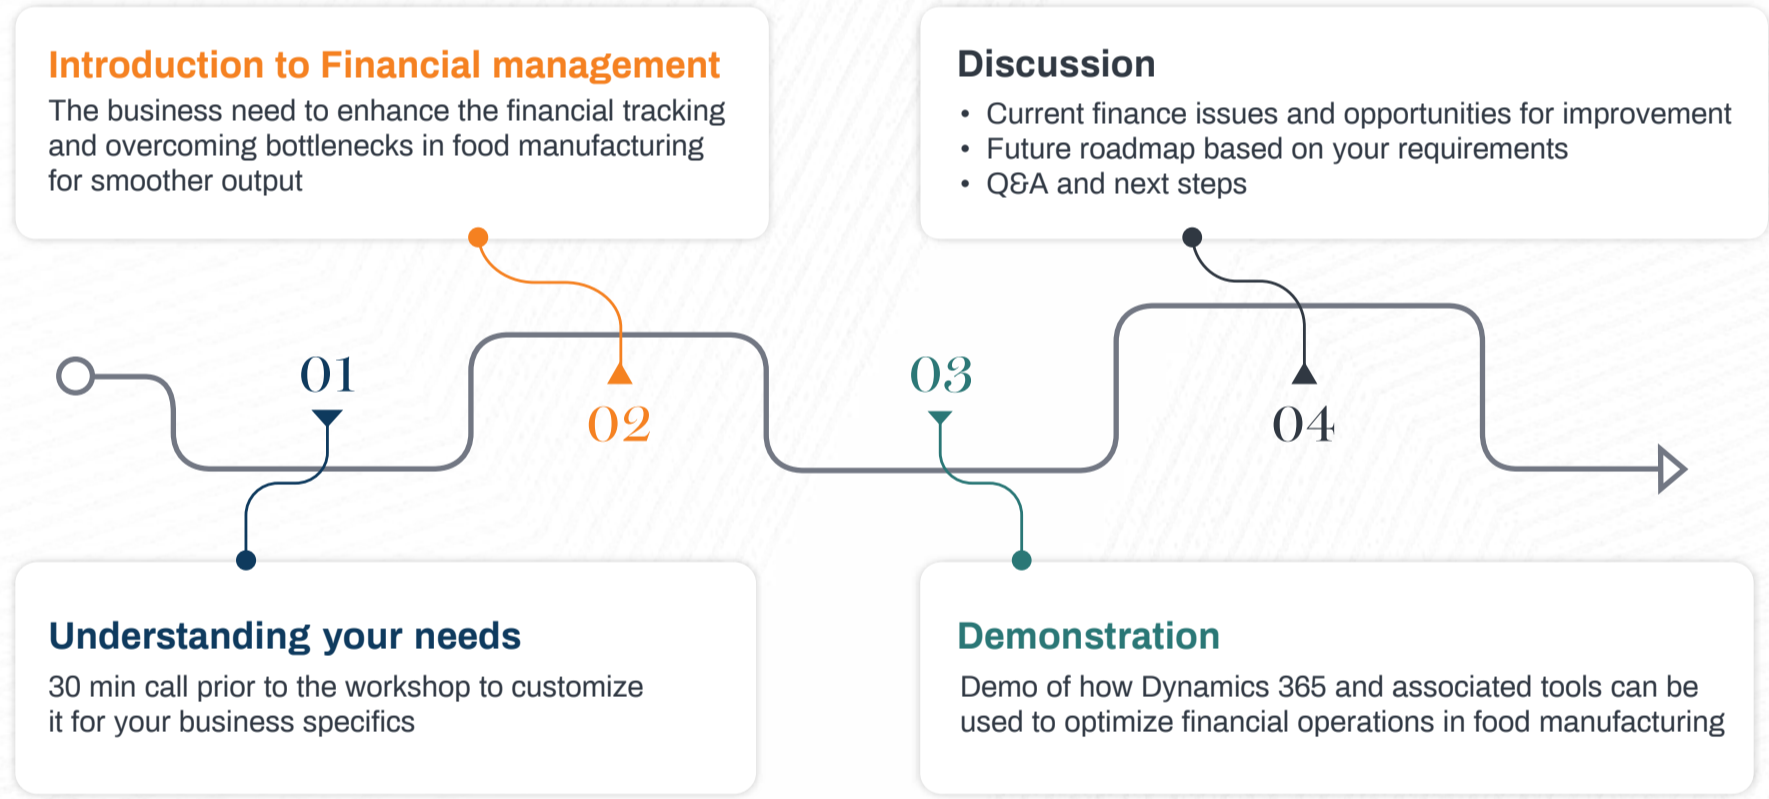 Introduction to Financial management
The business need to enhance the financial tracking
and overcoming bottlenecks in food manufacturing
for smoother output
Discussion
• Current finance issues and opportunities for improvement
• Future roadmap based on your requirements
• Q&A and next steps
01
02
03
04
Understanding your needs
30 min call prior to the workshop to customize
it for your business specifics
Demonstration
Demo of how Dynamics 365 and associated tools can be
used to optimize financial operations in food manufacturing